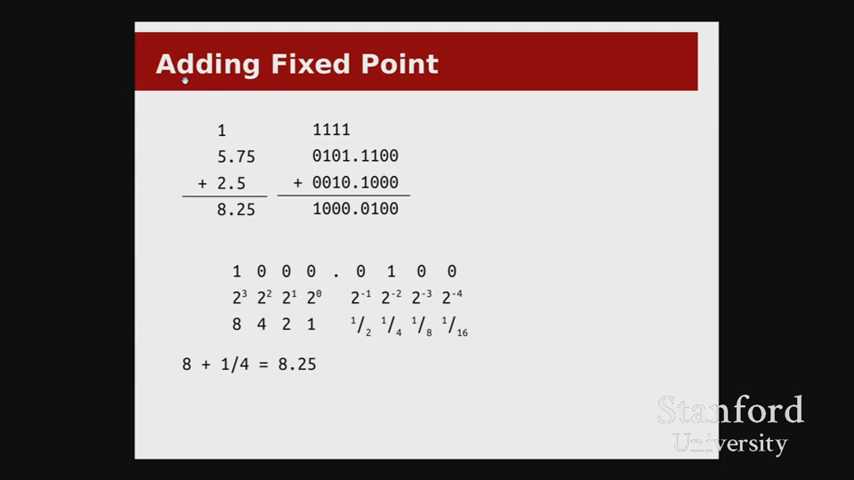 Adding Fixed Point
1 1111
5.75 0101.1100
+ 2.5 + 0010.1000
8.25 1000.0100
1 0 0 0 . 0 1 0 0
2³ 2² 2¹ 2⁰ 2⁻¹ 2⁻² 2⁻³ 2⁻⁴
8 4 2 1 1/2 1/4 1/8 1/16
8 + 1/4 = 8.25
Stanford
University